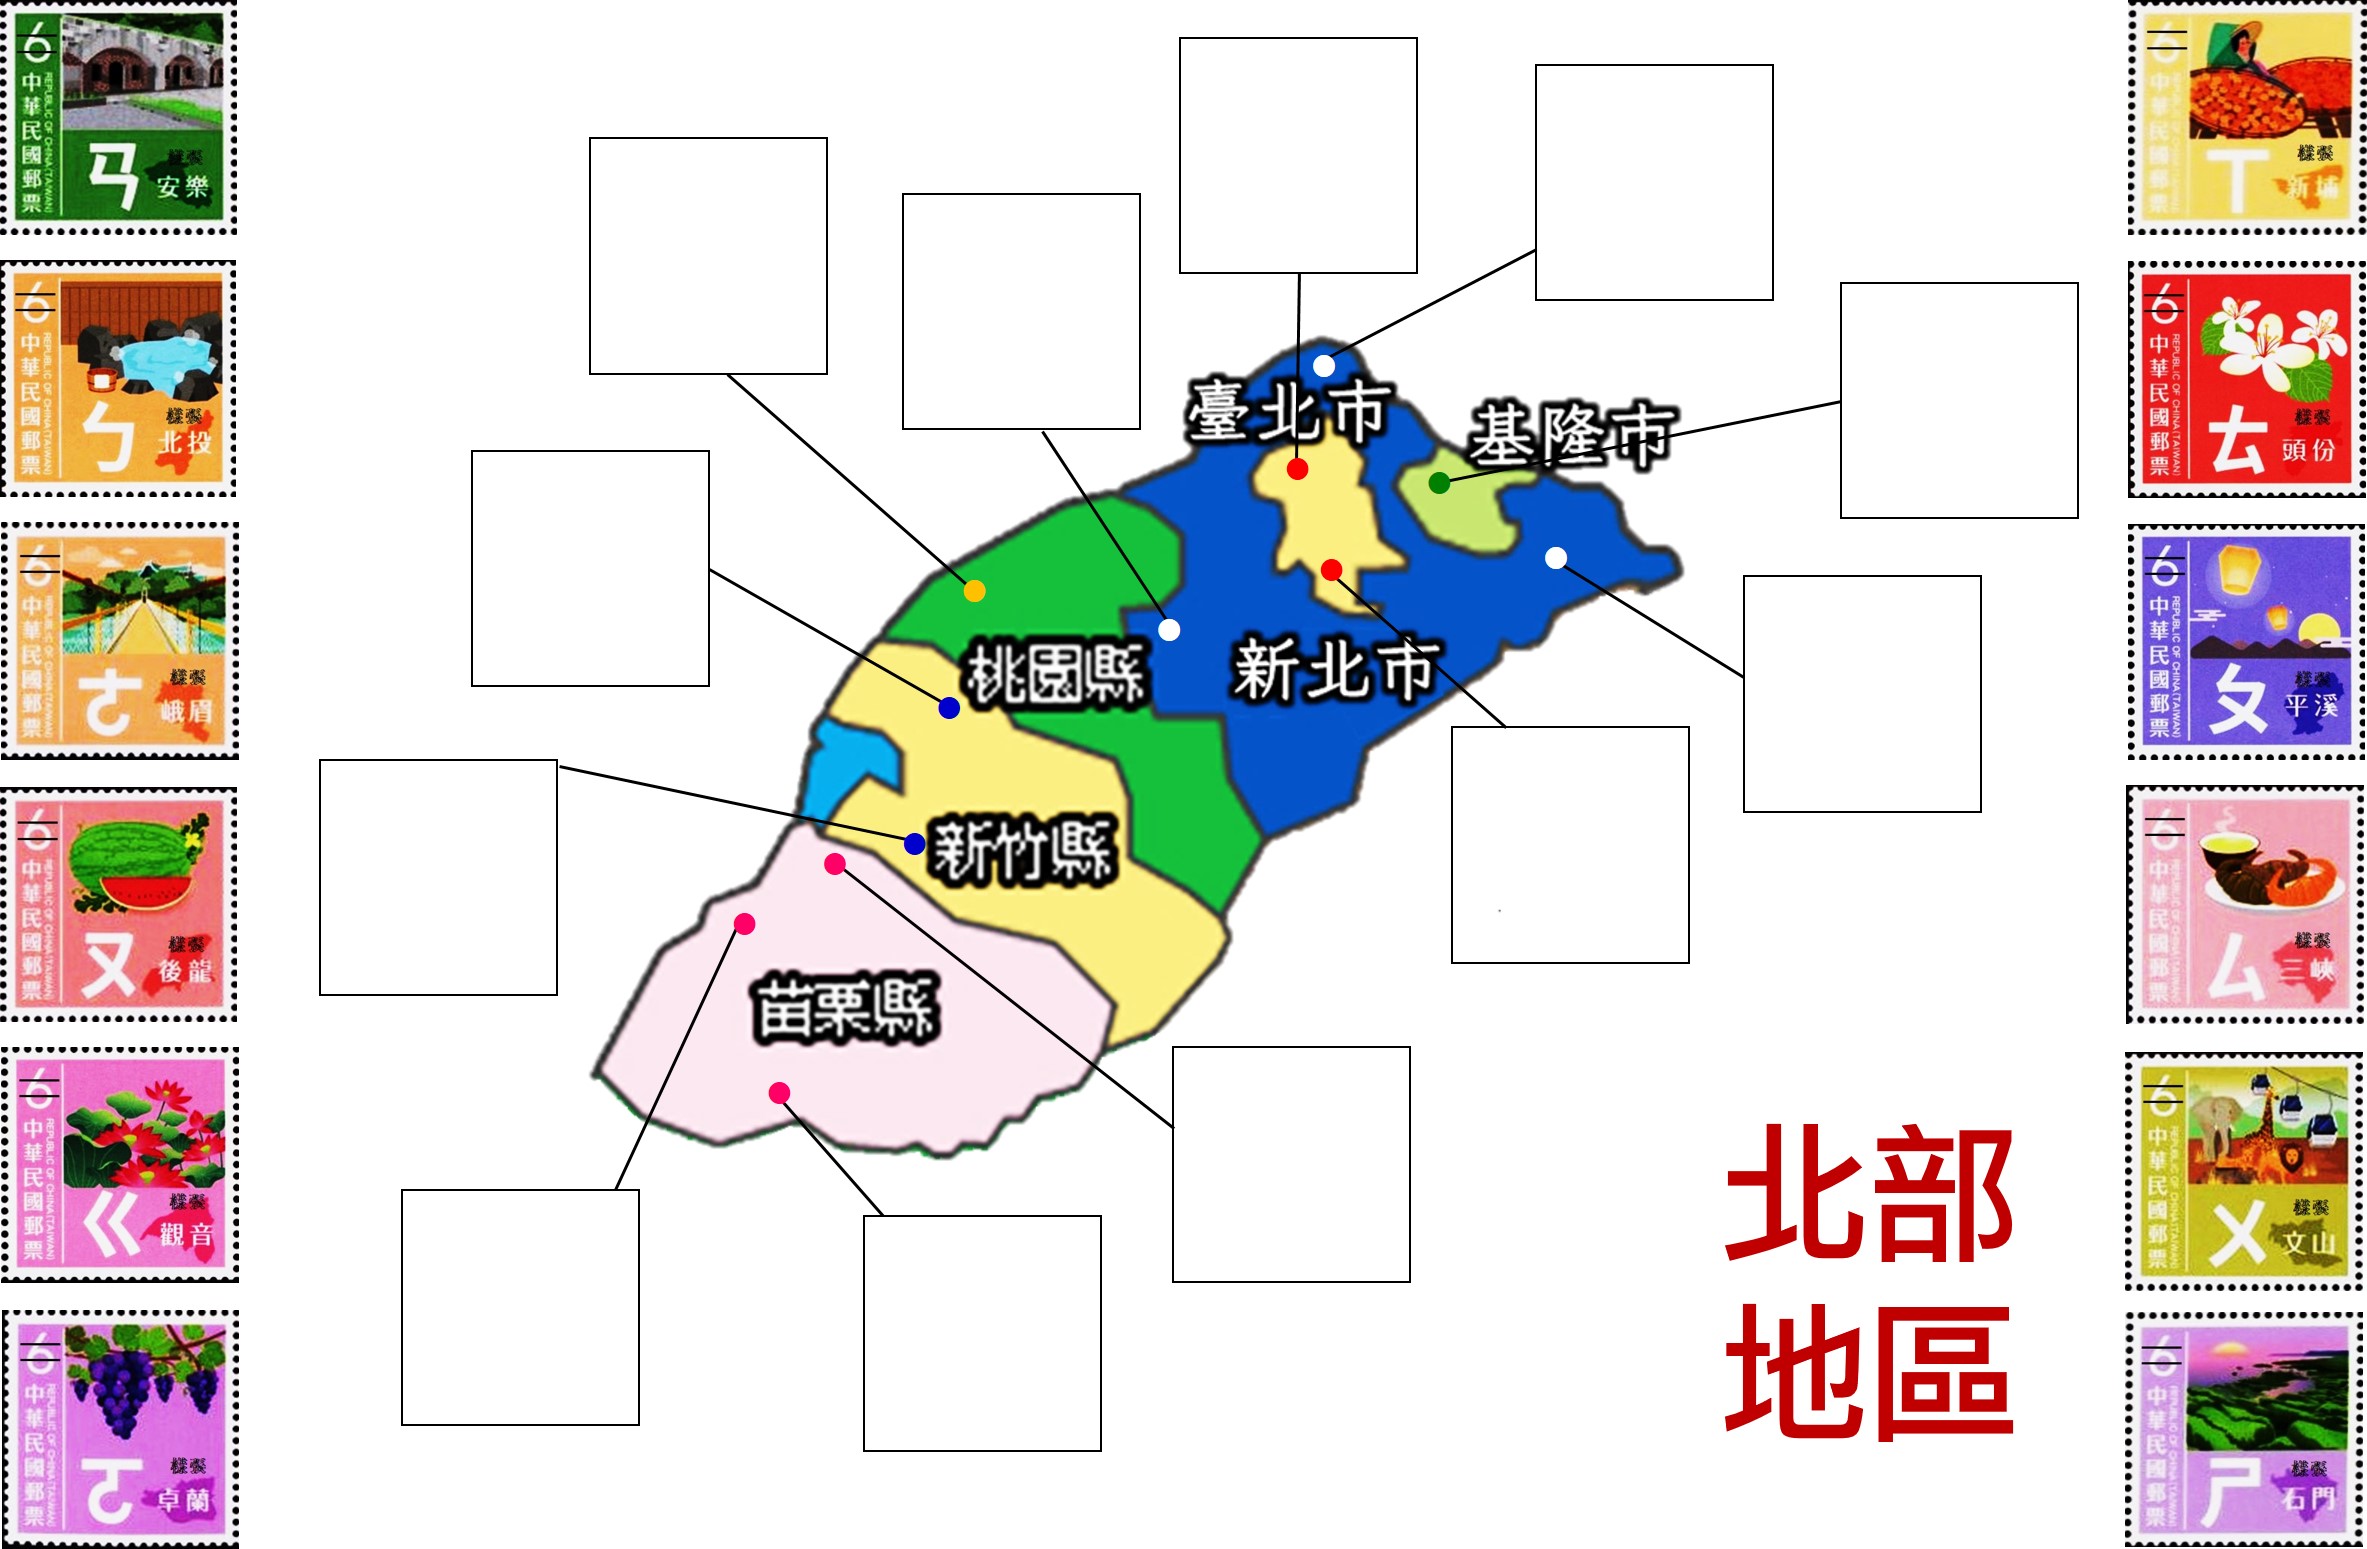 6
中華民國郵票
REPUBLIC OF CHINA (TAIWAN)
ㄢ
樣張
安樂
6
中華民國郵票
REPUBLIC OF CHINA (TAIWAN)
ㄅ
樣張
北投
6
中華民國郵票
REPUBLIC OF CHINA (TAIWAN)
ㄜ
樣張
峨眉
6
中華民國郵票
REPUBLIC OF CHINA (TAIWAN)
ㄡ
樣張
後龍
6
中華民國郵票
REPUBLIC OF CHINA (TAIWAN)
ㄍ
樣張
觀音
6
中華民國郵票
REPUBLIC OF CHINA (TAIWAN)
ㄛ
樣張
卓蘭
臺北市
基隆市
桃園縣
新北市
新竹縣
苗栗縣
北部
地區
6
中華民國郵票
REPUBLIC OF CHINA (TAIWAN)
ㄒ
樣張
新埔
6
中華民國郵票
REPUBLIC OF CHINA (TAIWAN)
ㄊ
樣張
頭份
6
中華民國郵票
REPUBLIC OF CHINA (TAIWAN)
ㄆ
樣張
平溪
6
中華民國郵票
REPUBLIC OF CHINA (TAIWAN)
ㄙ
樣張
三峽
6
中華民國郵票
REPUBLIC OF CHINA (TAIWAN)
ㄨ
樣張
文山
6
中華民國郵票
REPUBLIC OF CHINA (TAIWAN)
ㄕ
樣張
石門